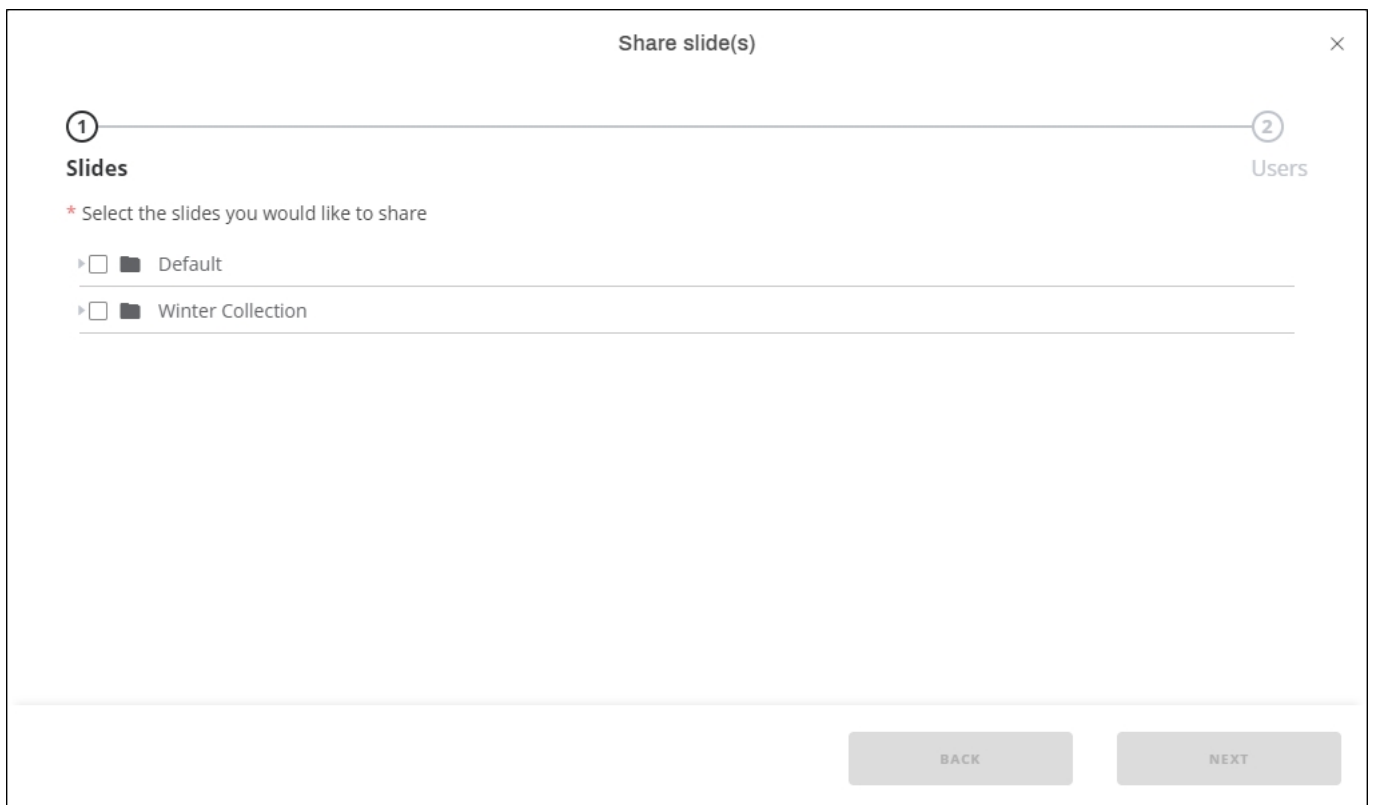 Share slide(s)
1
2
Slides
Users
* Select the slides you would like to share
Default
Winter Collection
BACK
NEXT